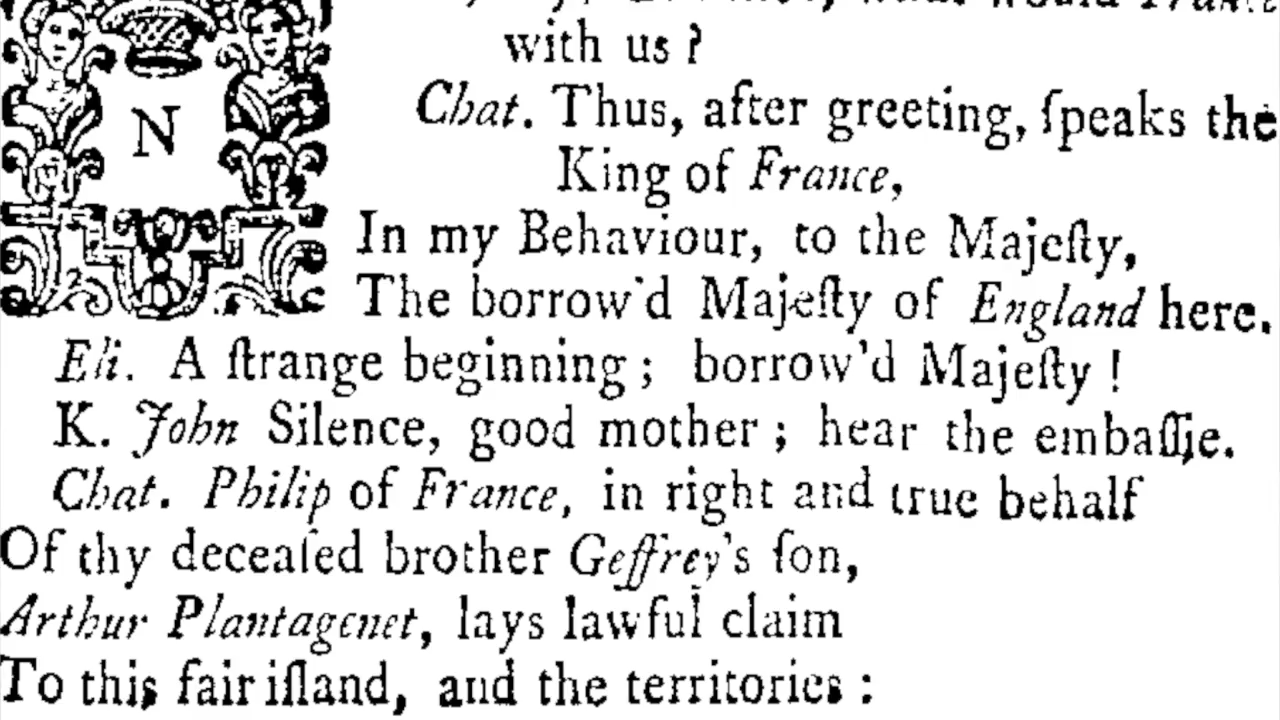 with us?
N
Chat. Thus, after greeting, ſpeaks the
King of France,
In my Behaviour, to the Majeſty,
The borrow'd Majeſty of England here.
Eli. A ſtrange beginning; borrow'd Majeſty!
K. John Silence, good mother; hear the embaſſie.
Chat. Philip of France, in right and true behalf
Of thy deceaſed brother Geffrey's ſon,
Arthur Plantagenet, lays lawful claim
To this fair iſland, and the territories: